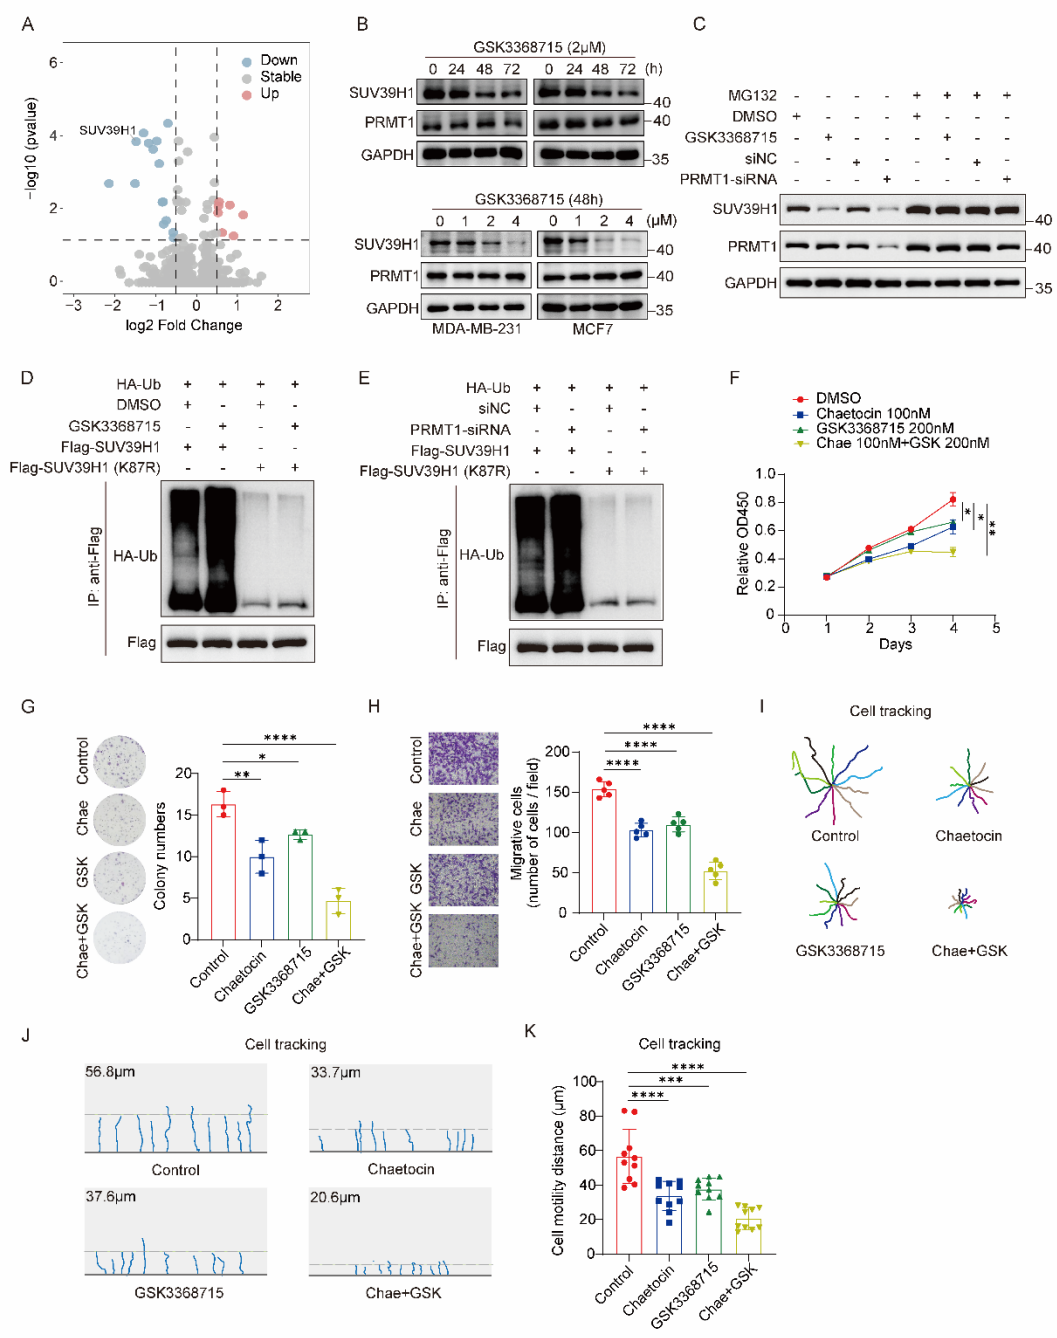 A
6
4
2
0
−log10 (pvalue)
SUV39H1
Down
Stable
Up
−3 −2 −1 0 1 2
log2 Fold Change
B
GSK3368715 (2μM)
0 24 48 72 0 24 48 72 (h)
SUV39H1
40
PRMT1
40
GAPDH
35
GSK3368715 (48h)
0 1 2 4 0 1 2 4 (μM)
SUV39H1
40
PRMT1
40
GAPDH
35
MDA-MB-231 MCF7
C
MG132 - - - - + + + +
DMSO + - - - + - - -
GSK3368715 - + - - - + - -
siNC - - + - - - + -
PRMT1-siRNA - - - + - - - +
SUV39H1
40
PRMT1
40
GAPDH
35
D
HA-Ub + + + +
DMSO + - + -
GSK3368715 - + - +
Flag-SUV39H1 + + - -
Flag-SUV39H1 (K87R) - - + +
IP: anti-Flag
HA-Ub
Flag
E
HA-Ub + + + +
siNC + - + -
PRMT1-siRNA - + - +
Flag-SUV39H1 + + - -
Flag-SUV39H1 (K87R) - - + +
IP: anti-Flag
HA-Ub
Flag
F
DMSO
Chaetocin 100nM
GSK3368715 200nM
Chae 100nM+GSK 200nM
Relative OD450
1.0
0.8
0.6
0.4
0.2
0
0 1 2 3 4 5
Days
* * **
G
Control
Chae
GSK
Chae+GSK
Colony numbers
20
15
10
5
0
****
*
**
Control
Chaetocin
GSK3368715
Chae+GSK
H
Control
Chae
GSK
Chae+GSK
Migrative cells
(number of cells / field)
200
150
100
50
0
****
****
****
Control
Chaetocin
GSK3368715
Chae+GSK
I
Cell tracking
Control Chaetocin
GSK3368715 Chae+GSK
J
Cell tracking
56.8μm 33.7μm
Control Chaetocin
37.6μm 20.6μm
GSK3368715 Chae+GSK
K
Cell tracking
Cell motility distance (μm)
100
80
60
40
20
0
****
***
****
Control
Chaetocin
GSK3368715
Chae+GSK